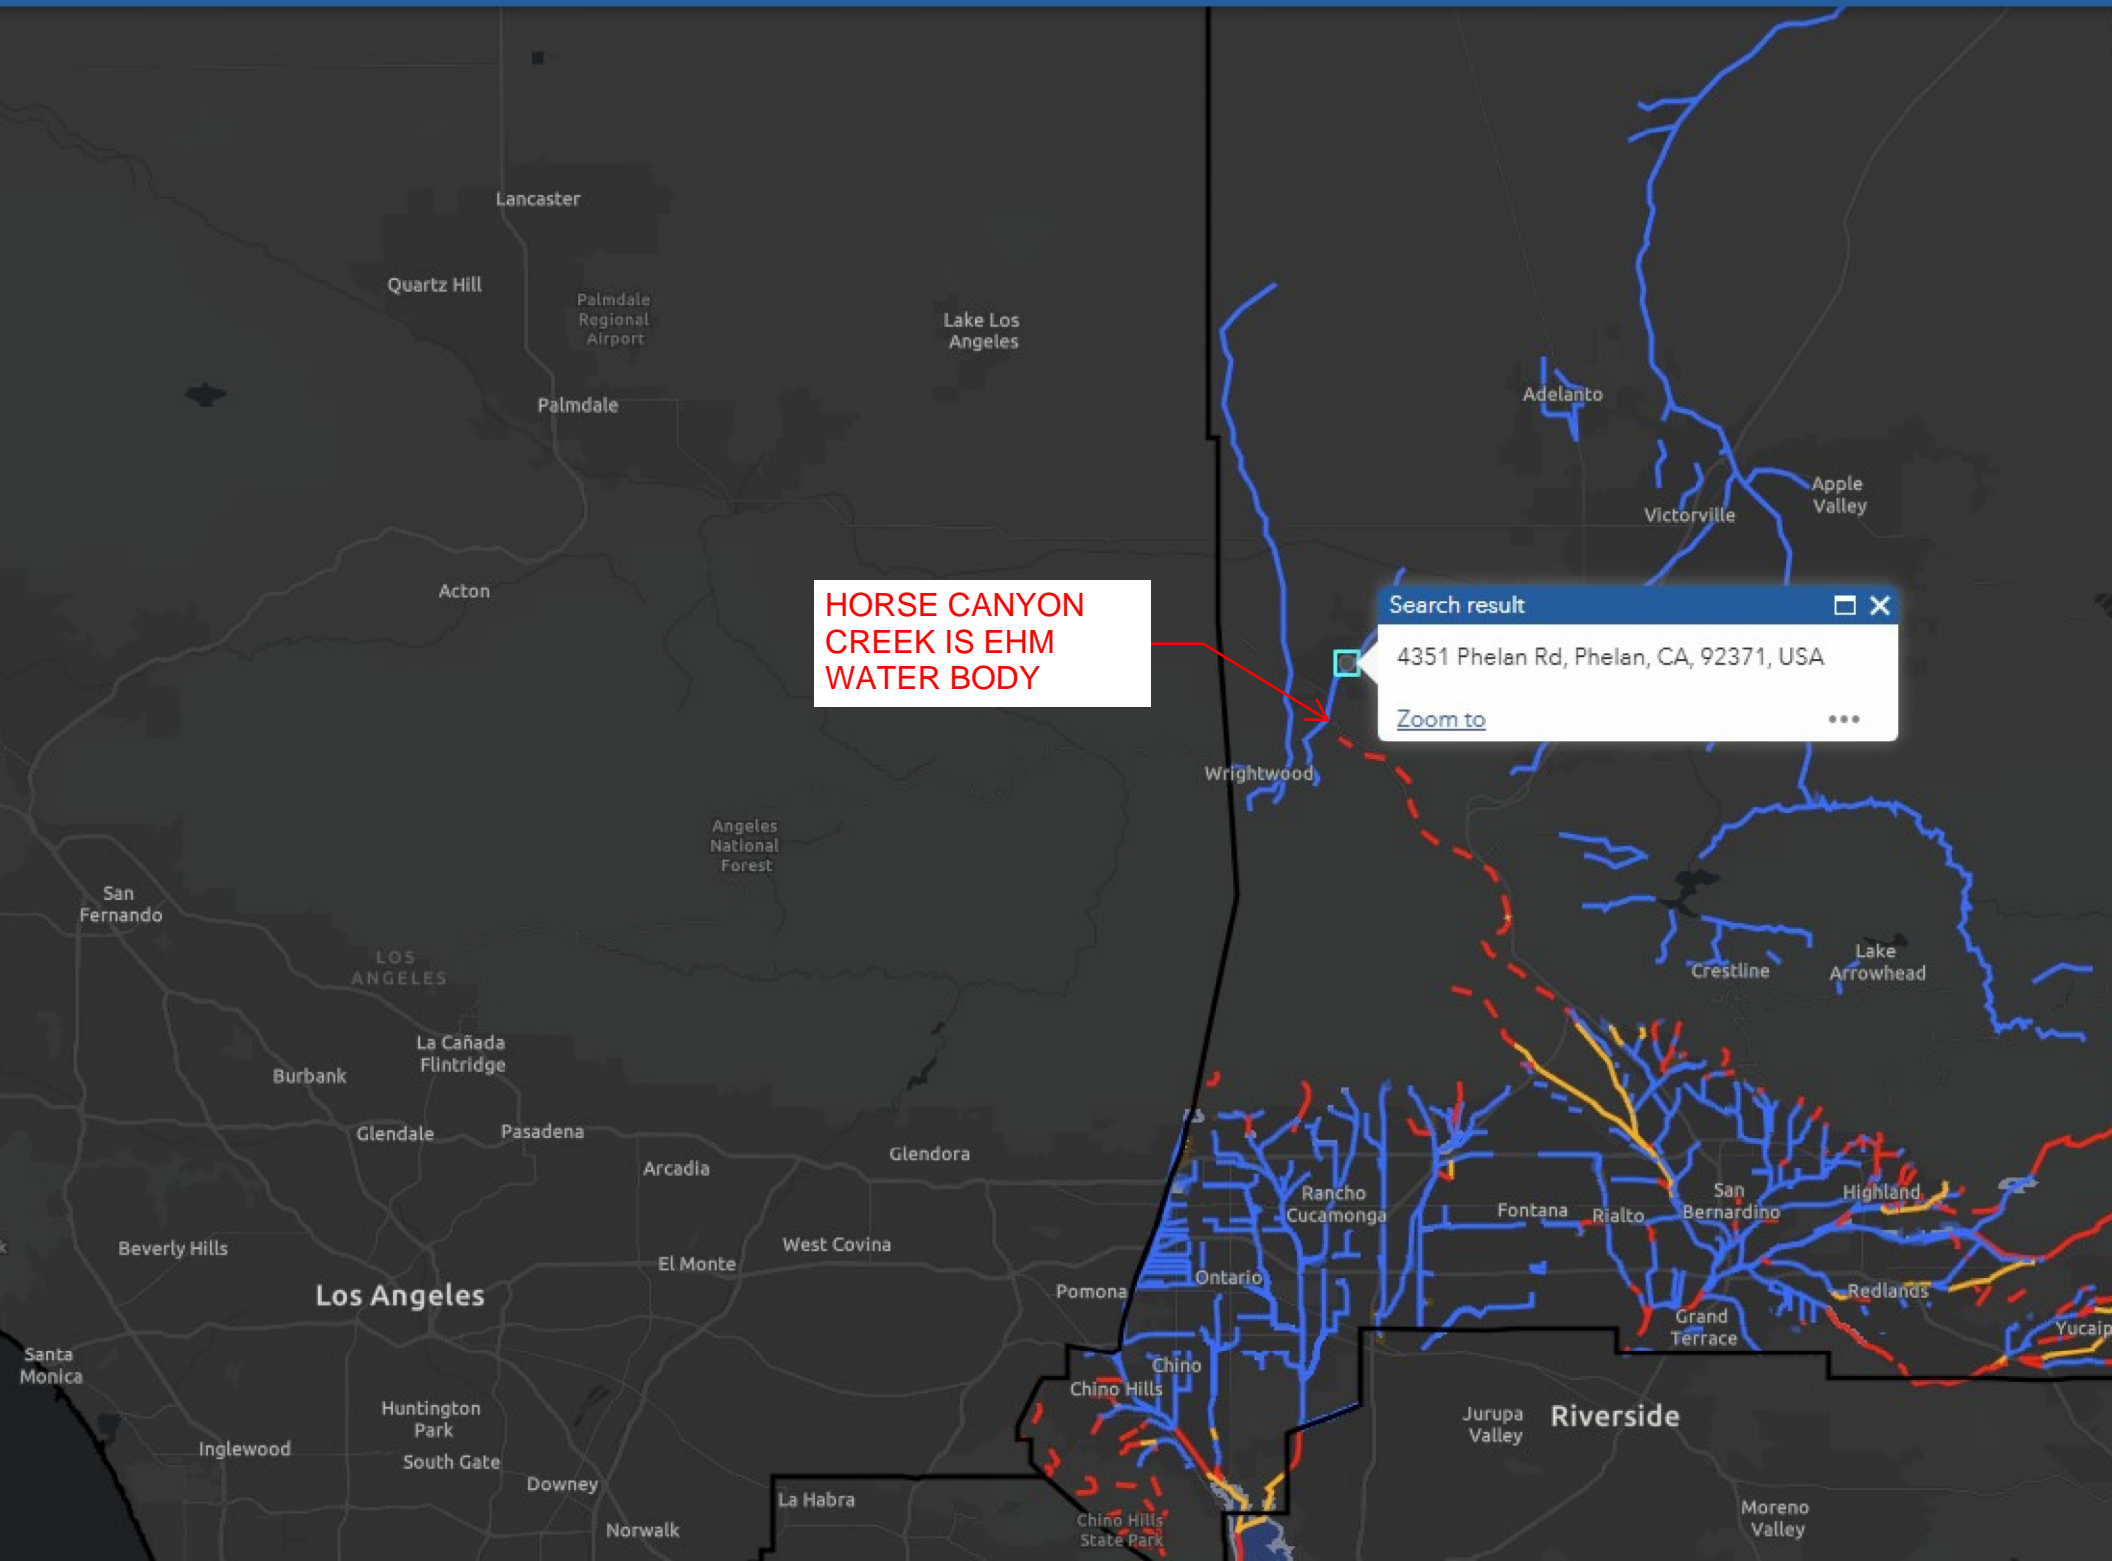 Lancaster
Quartz Hill
Palmdale
Regional
Airport
Lake Los
Angeles
Palmdale
Adelanto
Apple
Valley
Victorville
Acton
HORSE CANYON
CREEK IS EHM
WATER BODY
Search result
4351 Phelan Rd, Phelan, CA, 92371, USA
Zoom to
Wrightwood
Angeles
National
Forest
San
Fernando
LOS
ANGELES
Crestline
Lake
Arrowhead
La Cañada
Flintridge
Burbank
Glendale
Pasadena
Glendora
Arcadia
Rancho
Cucamonga
Fontana
Rialto
San
Bernardino
Highland
Beverly Hills
El Monte
West Covina
Los Angeles
Pomona
Ontario
Redlands
Grand
Terrace
Yucaip
Santa
Monica
Chino
Chino Hills
Huntington
Park
Jurupa
Valley
Riverside
Inglewood
South Gate
Downey
La Habra
Norwalk
Chino Hills
State Park
Moreno
Valley